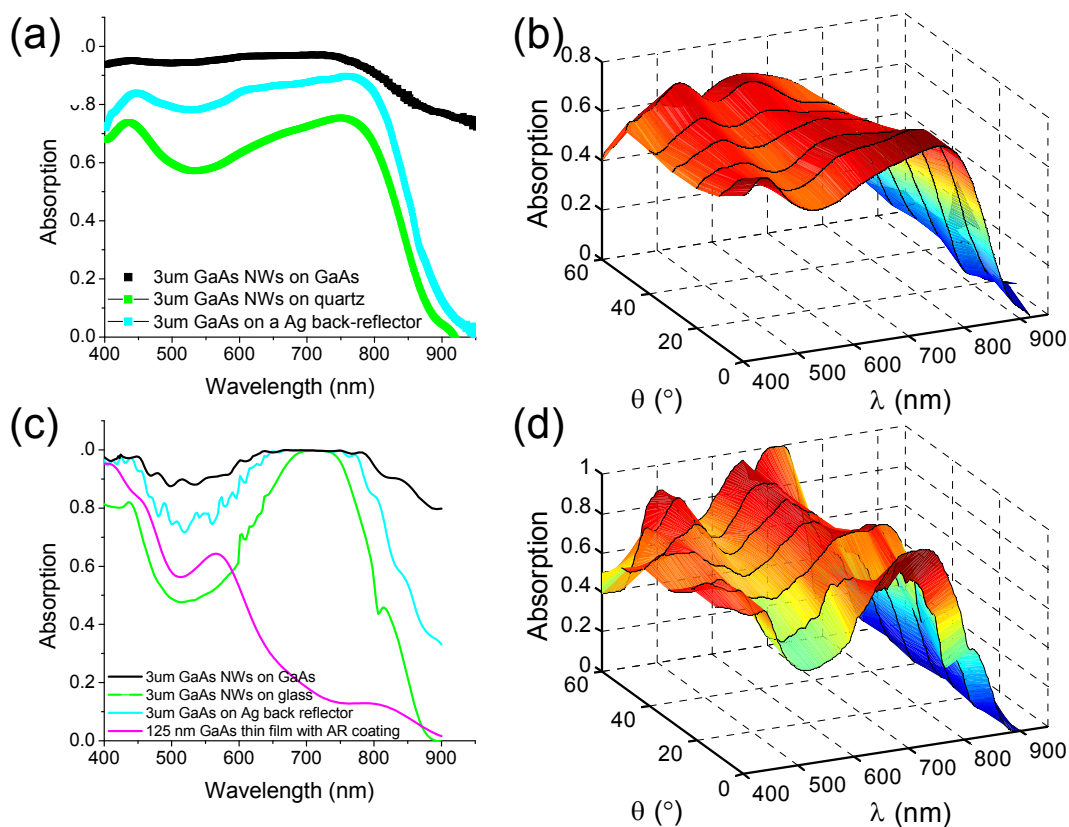 (a)
.0
0.8
0.6
0.4
0.2
0.0
Absorption
3um GaAs NWs on GaAs
3um GaAs NWs on quartz
3um GaAs on a Ag back-reflector
400 500 600 700 800 900
Wavelength (nm)
(b)
0.8
0.6
0.4
0.2
0
Absorption
60
40
20
0
θ (°)
400 500 600 700 800 900
λ (nm)
(c)
.0
0.8
0.6
0.4
0.2
0.0
Absorption
3um GaAs NWs on GaAs
3um GaAs NWs on glass
3um GaAs on Ag back reflector
125 nm GaAs thin film with AR coating
400 500 600 700 800 900
Wavelength (nm)
(d)
1
0.8
0.6
0.4
0.2
0
Absorption
60
40
20
0
θ (°)
400 500 600 700 800 900
λ (nm)